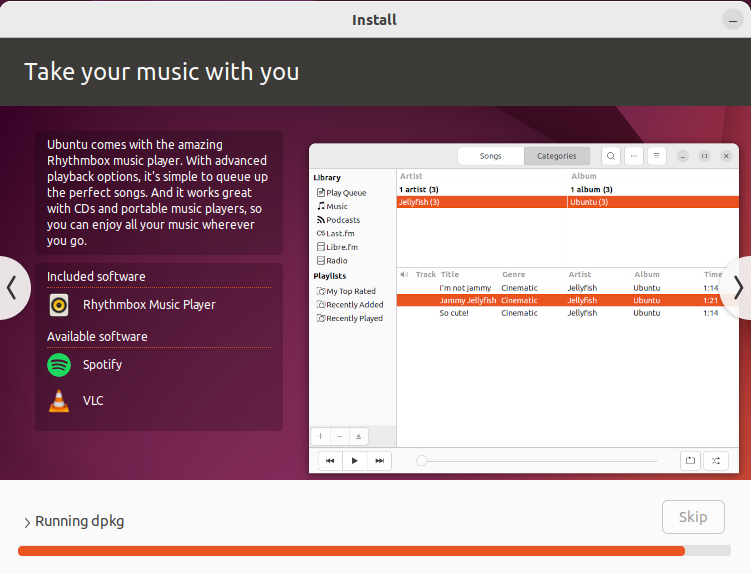 Install
Take your music with you
Ubuntu comes with the amazing
Rhythmbox music player. With advanced
playback options, it's simple to queue up
the perfect songs. And it works great
with CDs and portable music players, so
you can enjoy all your music wherever
you go.
Included software
Rhythmbox Music Player
Available software
Spotify
VLC
Songs Categories
Library
Play Queue
Music
Podcasts
Last.fm
Libre.fm
Radio
Playlists
My Top Rated
Recently Added
Recently Played
Artist Album
1 artist (3) 1 album (3)
Jellyfish (3) Ubuntu (3)
Track Title Genre Artist Album Time
I'm not jammy Cinematic Jellyfish Ubuntu 1:14
Jammy Jellyfish Cinematic Jellyfish Ubuntu 1:21
So cute! Cinematic Jellyfish Ubuntu 1:14
Running dpkg
Skip